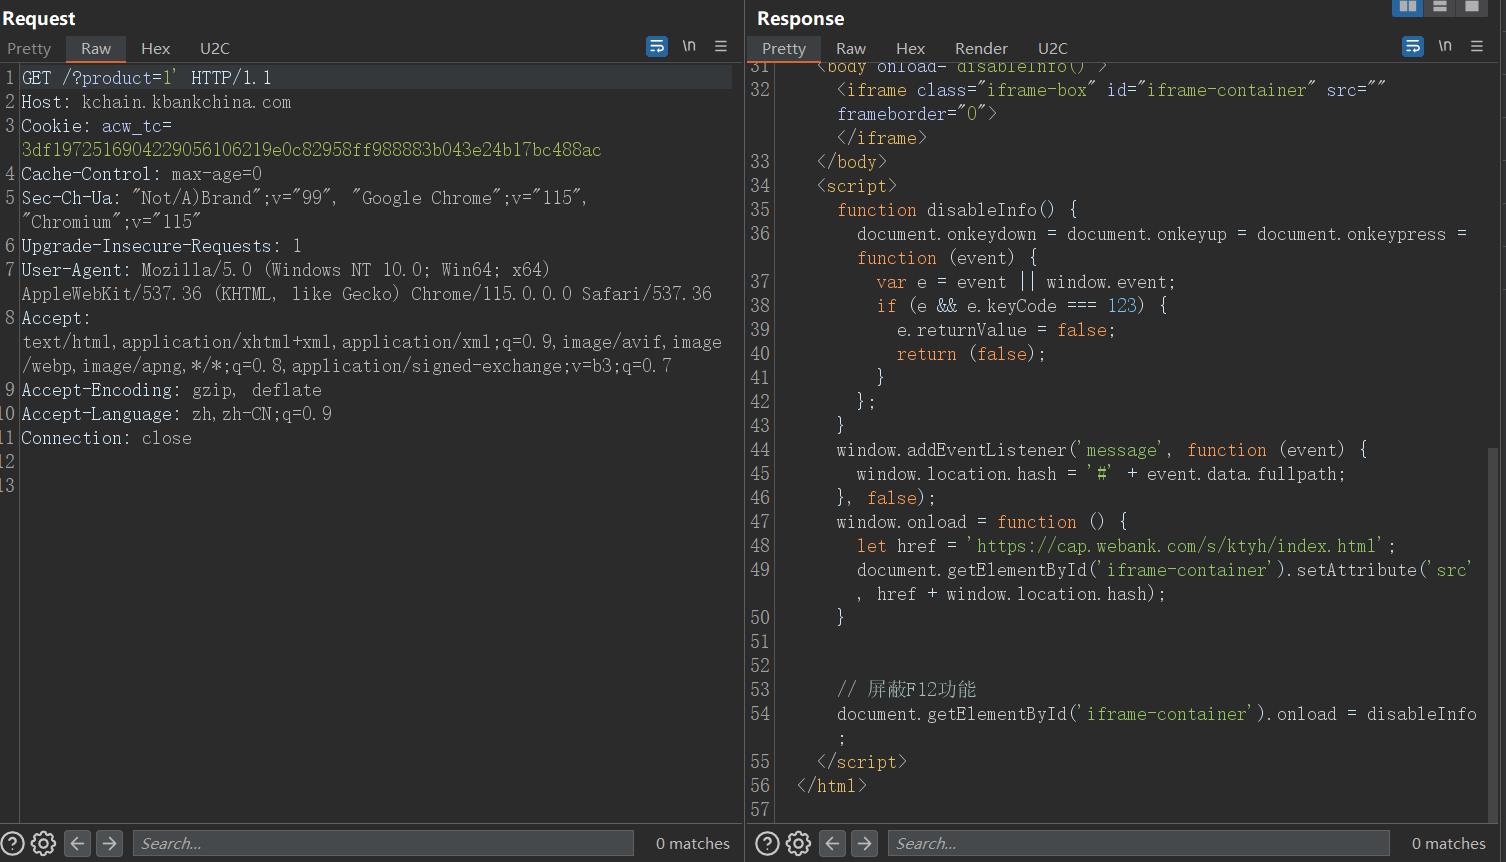 Request
Pretty Raw Hex U2C \n
1 GET /?product=1' HTTP/1.1
2 Host: kchain.kbankchina.com
3 Cookie: acw_tc=
3df1972516904229056106219e0c82958ff988883b043e24b17bc488ac
4 Cache-Control: max-age=0
5 Sec-Ch-Ua: "Not/A)Brand";v="99", "Google Chrome";v="115",
"Chromium";v="115"
6 Upgrade-Insecure-Requests: 1
7 User-Agent: Mozilla/5.0 (Windows NT 10.0; Win64; x64)
AppleWebKit/537.36 (KHTML, like Gecko) Chrome/115.0.0.0 Safari/537.36
8 Accept:
text/html,application/xhtml+xml,application/xml;q=0.9,image/avif,image
/webp,image/apng,*/*;q=0.8,application/signed-exchange;v=b3;q=0.7
9 Accept-Encoding: gzip, deflate
10 Accept-Language: zh,zh-CN;q=0.9
11 Connection: close
12
13
Search...
0 matches
Response
Pretty Raw Hex Render U2C \n
31 <body onload="disableInfo()">
32 <iframe class="iframe-box" id="iframe-container" src=""
frameborder="0">
</iframe>
33 </body>
34 <script>
35 function disableInfo() {
36 document.onkeydown = document.onkeyup = document.onkeypress =
function (event) {
37 var e = event || window.event;
38 if (e && e.keyCode === 123) {
39 e.returnValue = false;
40 return (false);
41 }
42 };
43 }
44 window.addEventListener('message', function (event) {
45 window.location.hash = '#' + event.data.fullpath;
46 }, false);
47 window.onload = function () {
48 let href = 'https://cap.webank.com/s/ktyh/index.html';
49 document.getElementById('iframe-container').setAttribute('src'
, href + window.location.hash);
50 }
51
52
53 // 屏蔽F12功能
54 document.getElementById('iframe-container').onload = disableInfo
;
55 </script>
56 </html>
57
Search...
0 matches